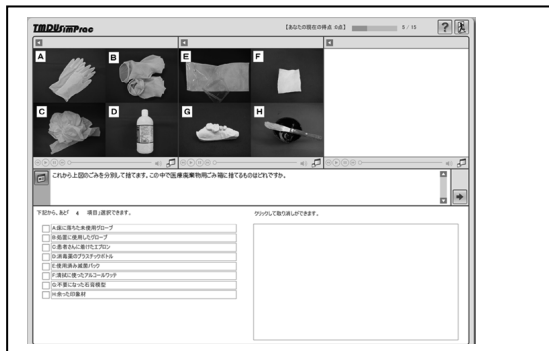 TMDUSimPrac
【あなたの現在の得点:0点】
3 / 15
?
A
B
E
F
C
D
G
H
これから上図のごみを分別して捨てます。この中で医療廃棄物用ごみ箱に捨てるものはどれですか。
下記から、あと 4 項目選択できます。
クリックして取り消しができます。
A:床に落ちた未使用グローブ
B:処置に使用したグローブ
C:患者さんに着けたエプロン
D:消毒薬のプラスチックボトル
E:使用済み滅菌パック
F:清拭に使ったアルコールワッテ
G:不要になった石膏模型
H:余った印象材